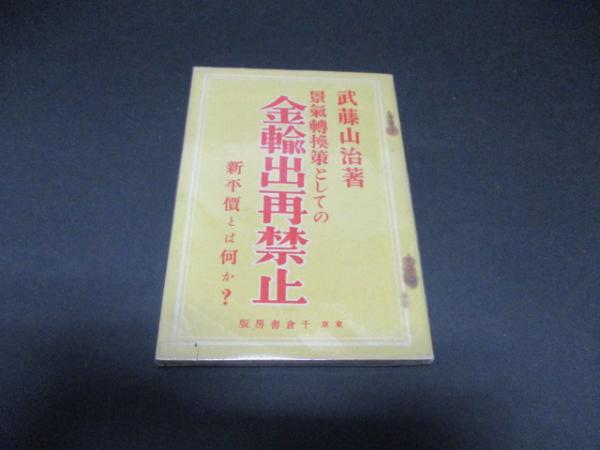 武藤山治著
景氣轉換策としての
金輸出再禁止
新平價とは何か？
東京 千倉書房版